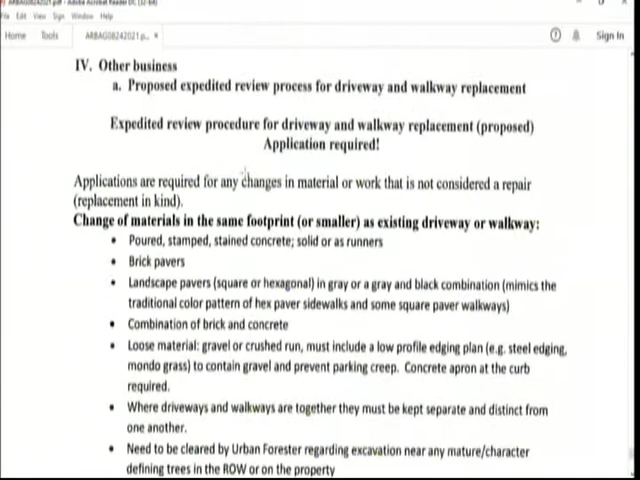 File Edit View Sign Window Help
Home Tools ARBAG08242021.p... × Sign In
IV. Other business
a. Proposed expedited review process for driveway and walkway replacement
Expedited review procedure for driveway and walkway replacement (proposed)
Application required!
Applications are required for any changes in material or work that is not considered a repair
(replacement in kind).
Change of materials in the same footprint (or smaller) as existing driveway or walkway:
• Poured, stamped, stained concrete; solid or as runners
• Brick pavers
• Landscape pavers (square or hexagonal) in gray or a gray and black combination (mimics the
traditional color pattern of hex paver sidewalks and some square paver walkways)
• Combination of brick and concrete
• Loose material: gravel or crushed run, must include a low profile edging plan (e.g. steel edging,
mondo grass) to contain gravel and prevent parking creep. Concrete apron at the curb
required.
• Where driveways and walkways are together they must be kept separate and distinct from
one another.
• Need to be cleared by Urban Forester regarding excavation near any mature/character
defining trees in the ROW or on the property